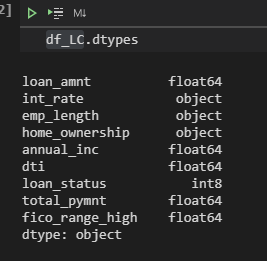 2]
M↓
df_LC.dtypes
loan_amnt float64
int_rate object
emp_length object
home_ownership object
annual_inc float64
dti float64
loan_status int8
total_pymnt float64
fico_range_high float64
dtype: object